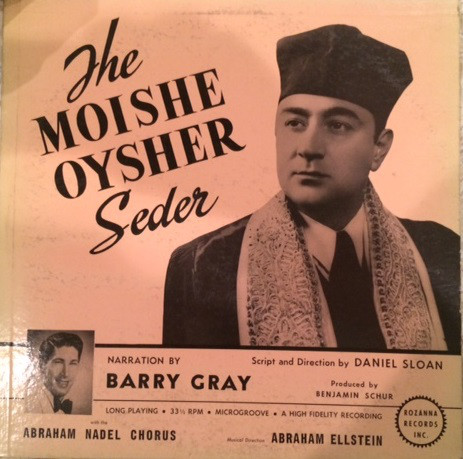 The
MOISHE
OYSHER
Seder
NARRATION BY
BARRY GRAY
Script and Direction by DANIEL SLOAN
Produced by
BENJAMIN SCHUR
LONG PLAYING • 33⅓ RPM • MICROGROOVE • A HIGH FIDELITY RECORDING
with the
ABRAHAM NADEL CHORUS
Musical Direction ABRAHAM ELLSTEIN
ROZANNA
RECORDS
INC.